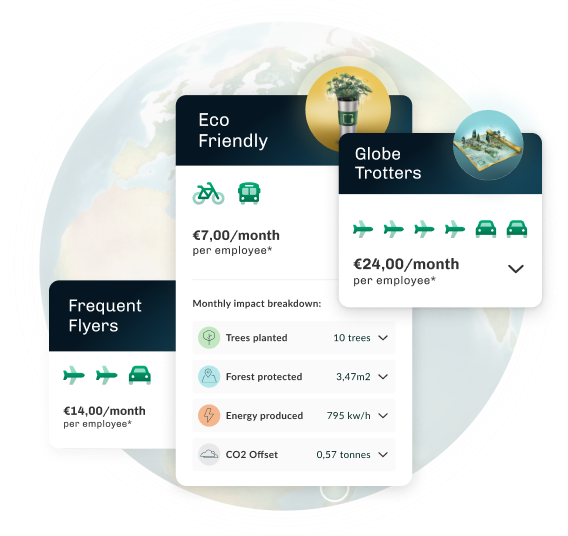 Eco
Friendly
€7,00/month
per employee*
Monthly impact breakdown:
Trees planted 10 trees
Forest protected 3,47m2
Energy produced 795 kw/h
CO2 Offset 0,57 tonnes
Globe
Trotters
€24,00/month
per employee*
Frequent
Flyers
€14,00/month
per employee*